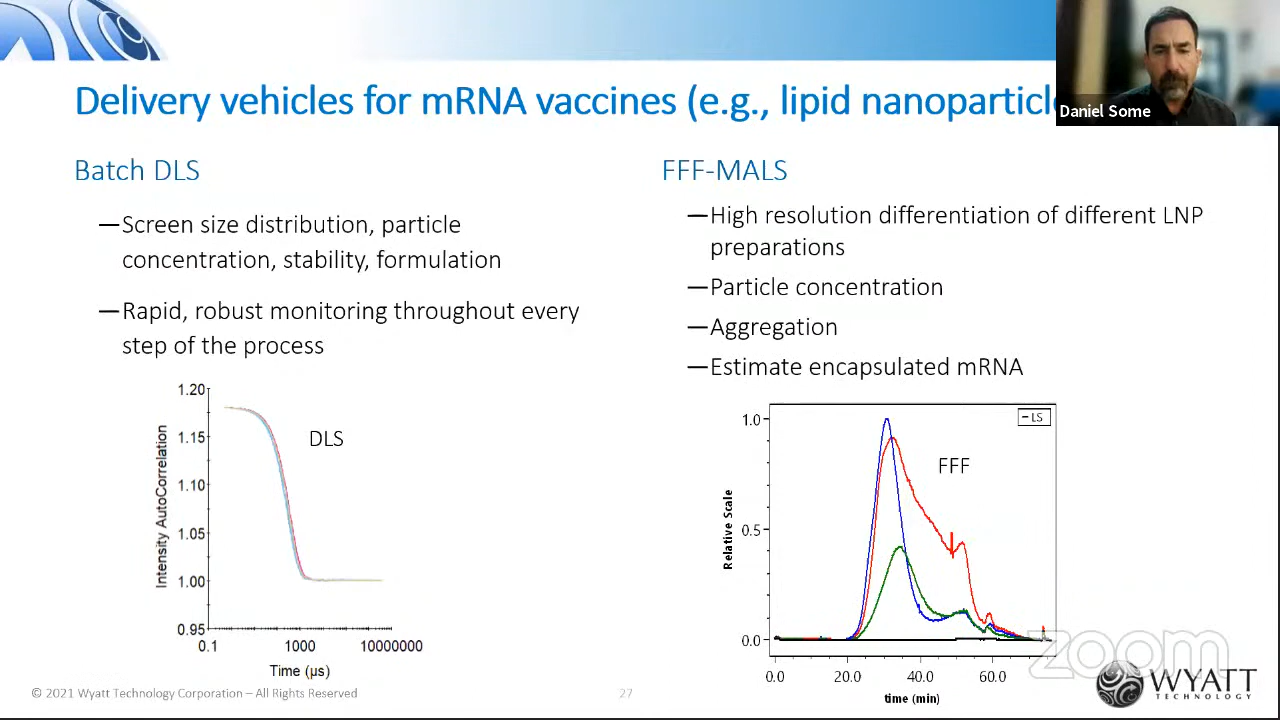 Delivery vehicles for mRNA vaccines (e.g., lipid
Daniel Some
Batch DLS
—Screen size distribution, particle
concentration, stability, formulation
—Rapid, robust monitoring throughout every
step of the process
1.20
1.15
1.10
1.05
1.00
0.95
Intensity AutoCorrelation
DLS
0.1
1000
10000000
Time (µs)
FFF-MALS
—High resolution differentiation of different LNP
preparations
—Particle concentration
—Aggregation
—Estimate encapsulated mRNA
LS
FFF
1.0
0.5
0.0
Relative Scale
0.0
20.0
40.0
60.0
time (min)
zoom
© 2021 Wyatt Technology Corporation – All Rights Reserved
27
WYATT
TECHNOLOGY